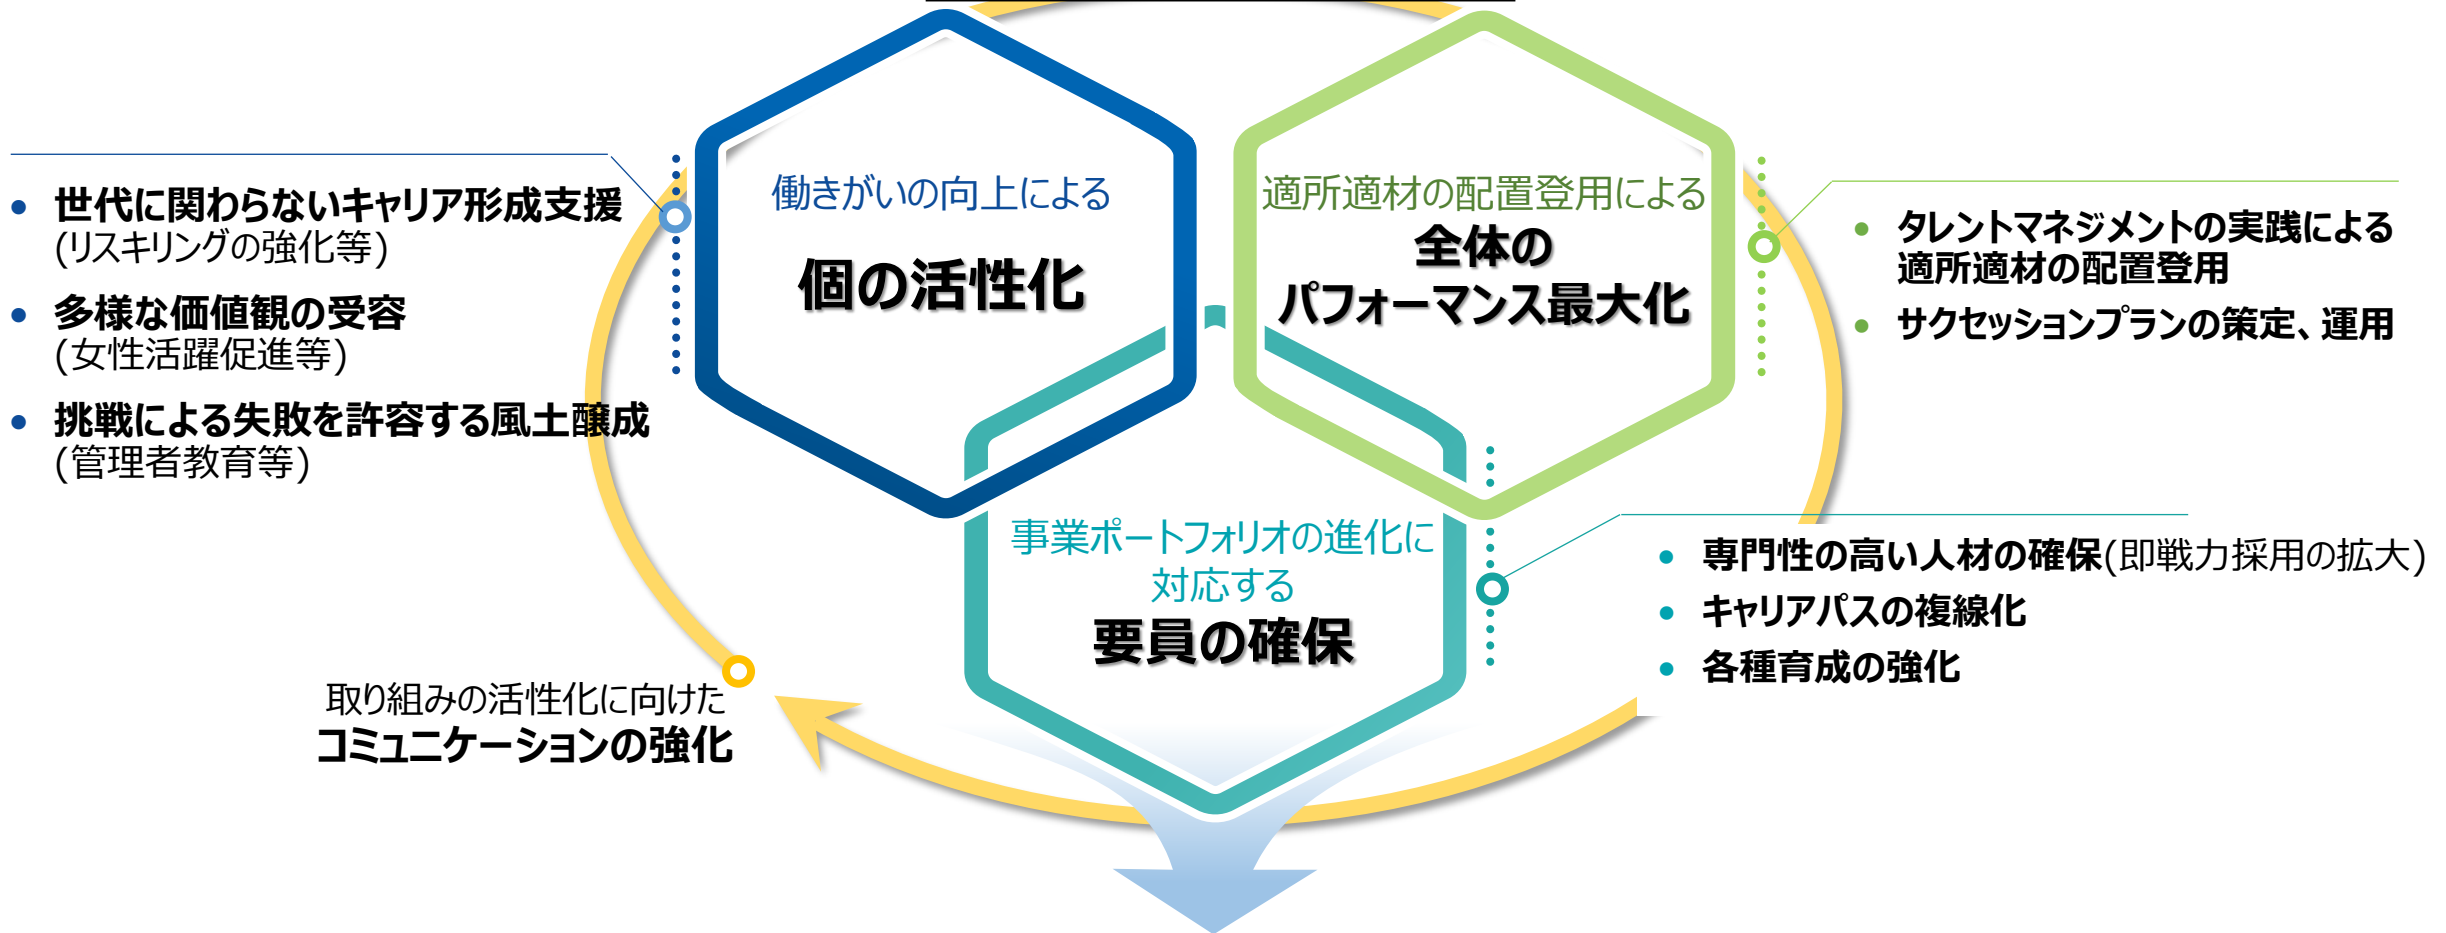 働きがいの向上による
個の活性化
適所適材の配置登用による
全体の
パフォーマンス最大化
事業ポートフォリオの進化に
対応する
要員の確保
世代に関わらないキャリア形成支援
(リスキリングの強化等)
多様な価値観の受容
(女性活躍促進等)
挑戦による失敗を許容する風土醸成
(管理者教育等)
タレントマネジメントの実践による
適所適材の配置登用
サクセッションプランの策定、運用
専門性の高い人材の確保(即戦力採用の拡大)
キャリアパスの複線化
各種育成の強化
取り組みの活性化に向けた
コミュニケーションの強化